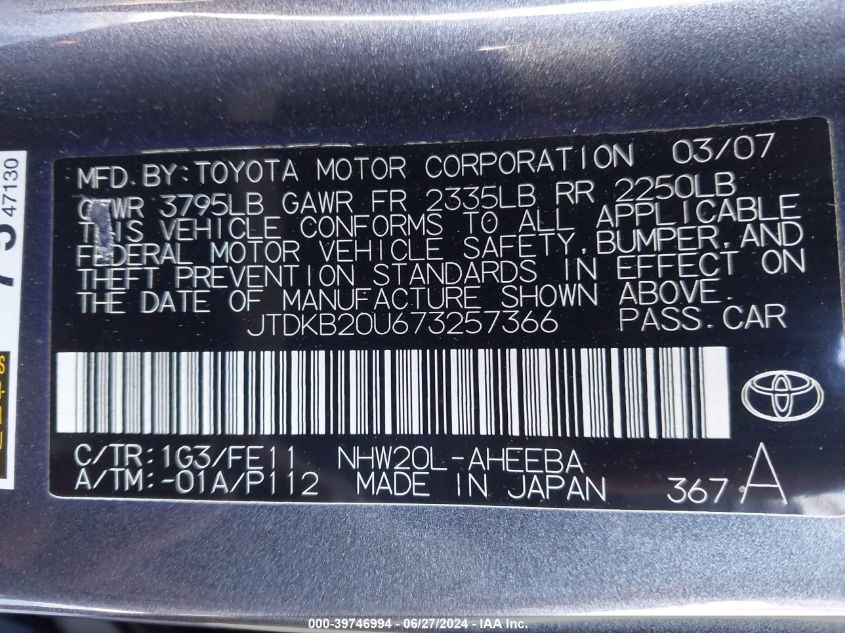 MFD.BY:TOYOTA MOTOR CORPORATION 03/07
GVWR 3795LB GAWR FR 2335LB RR 2250LB
THIS VEHICLE CONFORMS TO ALL APPLICABLE
FEDERAL MOTOR VEHICLE SAFETY, BUMPER, AND
THEFT PREVENTION STANDARDS IN EFFECT ON
THE DATE OF MANUFACTURE SHOWN ABOVE.
JTDKB20U673257366 PASS.CAR
C/TR:1G3/FE11 NHW20L-AHEEBA
A/TM:-01A/P112 MADE IN JAPAN 367 A
47130
000-39746994 / 06/27/2024 - IAA Inc.